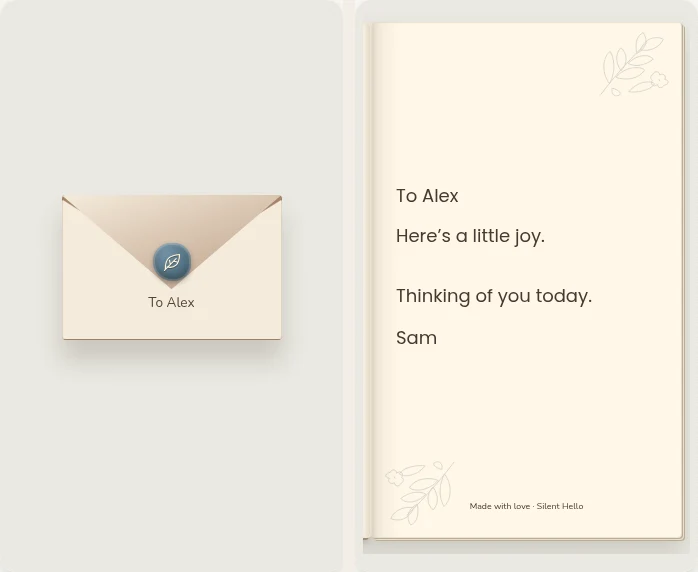 To Alex
To Alex
Here’s a little joy.
Thinking of you today.
Sam
Made with love · Silent Hello